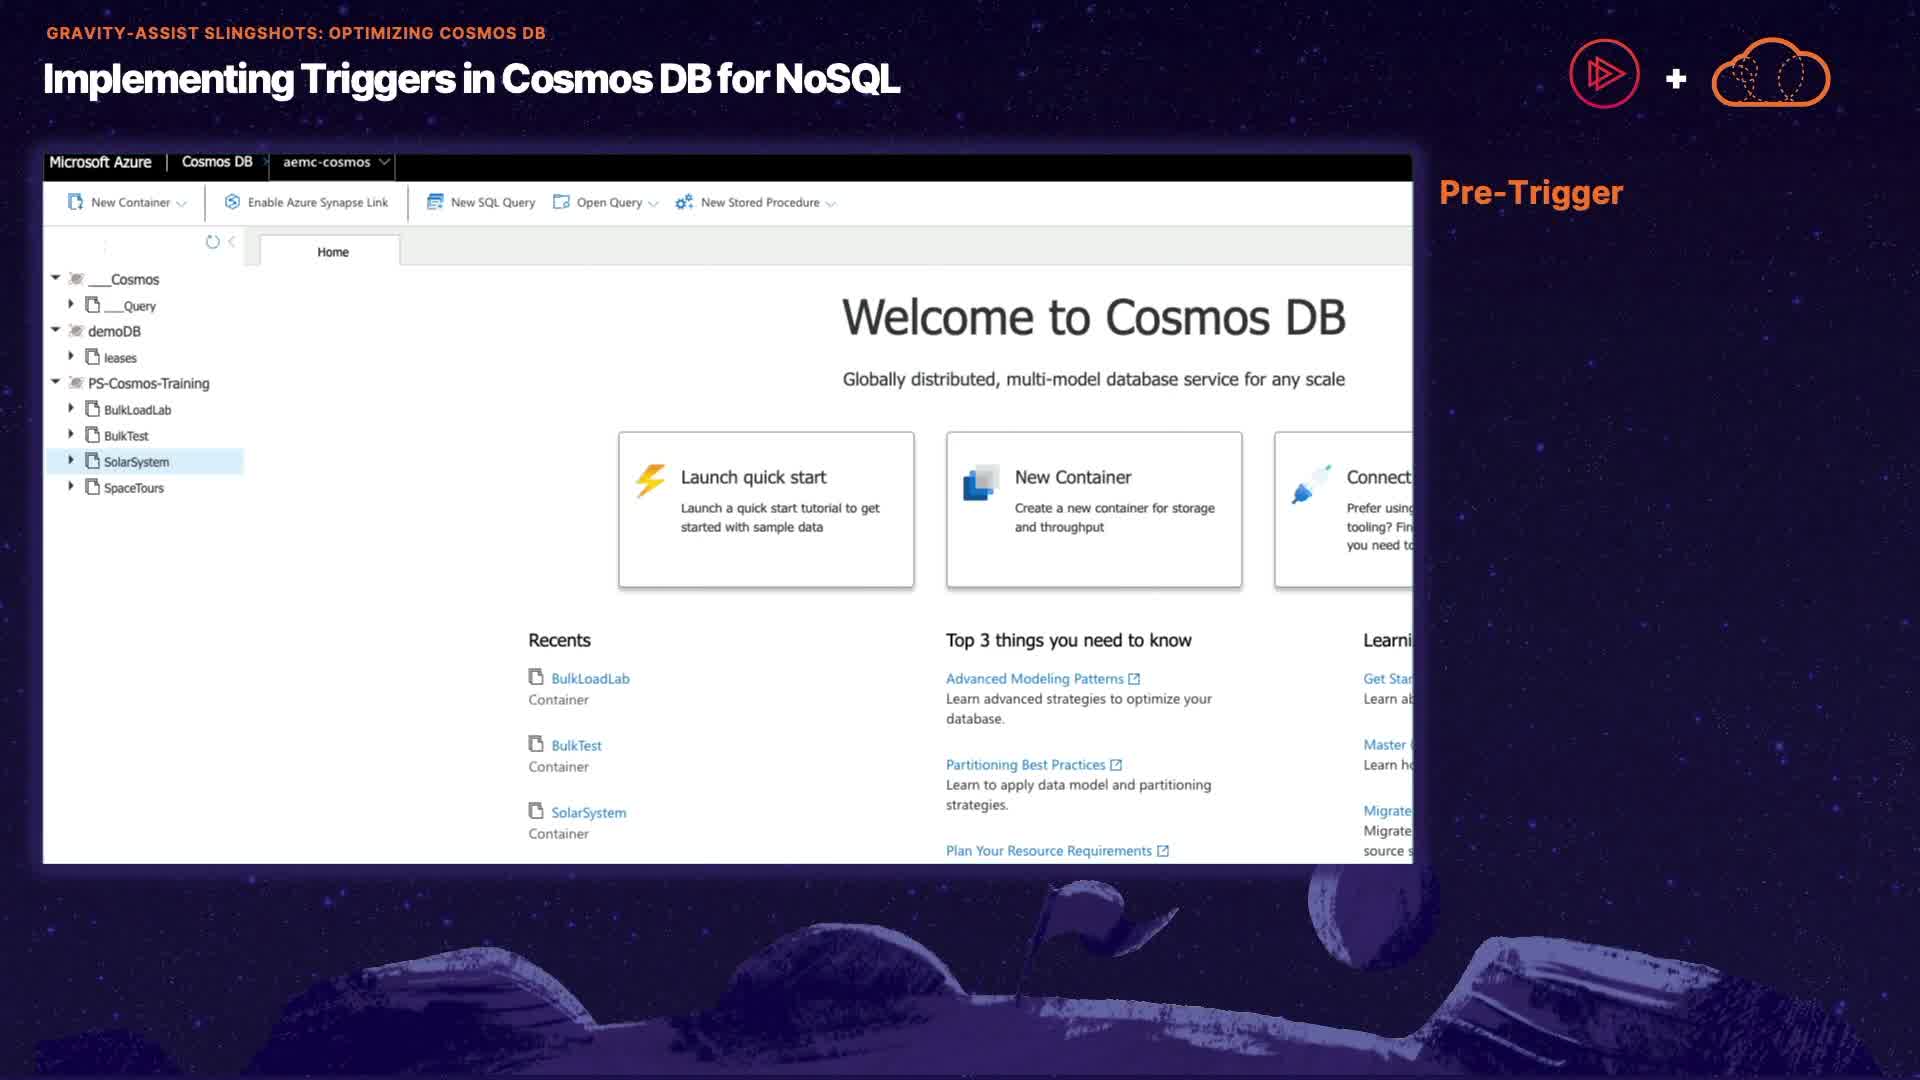 GRAVITY-ASSIST SLINGSHOTS: OPTIMIZING COSMOS DB
Implementing Triggers in Cosmos DB for NoSQL
+
Microsoft Azure | Cosmos DB > aemc-cosmos
New Container
Enable Azure Synapse Link
New SQL Query
Open Query
New Stored Procedure
Pre-Trigger
Home
___Cosmos
___Query
demoDB
leases
PS-Cosmos-Training
BulkLoadLab
BulkTest
SolarSystem
SpaceTours
Welcome to Cosmos DB
Globally distributed, multi-model database service for any scale
Launch quick start
Launch a quick start tutorial to get
started with sample data
New Container
Create a new container for storage
and throughput
Connect
Prefer using
tooling? Fin
you need to
Recents
BulkLoadLab
Container
BulkTest
Container
SolarSystem
Container
Top 3 things you need to know
Advanced Modeling Patterns
Learn advanced strategies to optimize your
database.
Partitioning Best Practices
Learn to apply data model and partitioning
strategies.
Plan Your Resource Requirements
Learni
Get Star
Learn ab
Master
Learn ho
Migrate
Migrate
source s